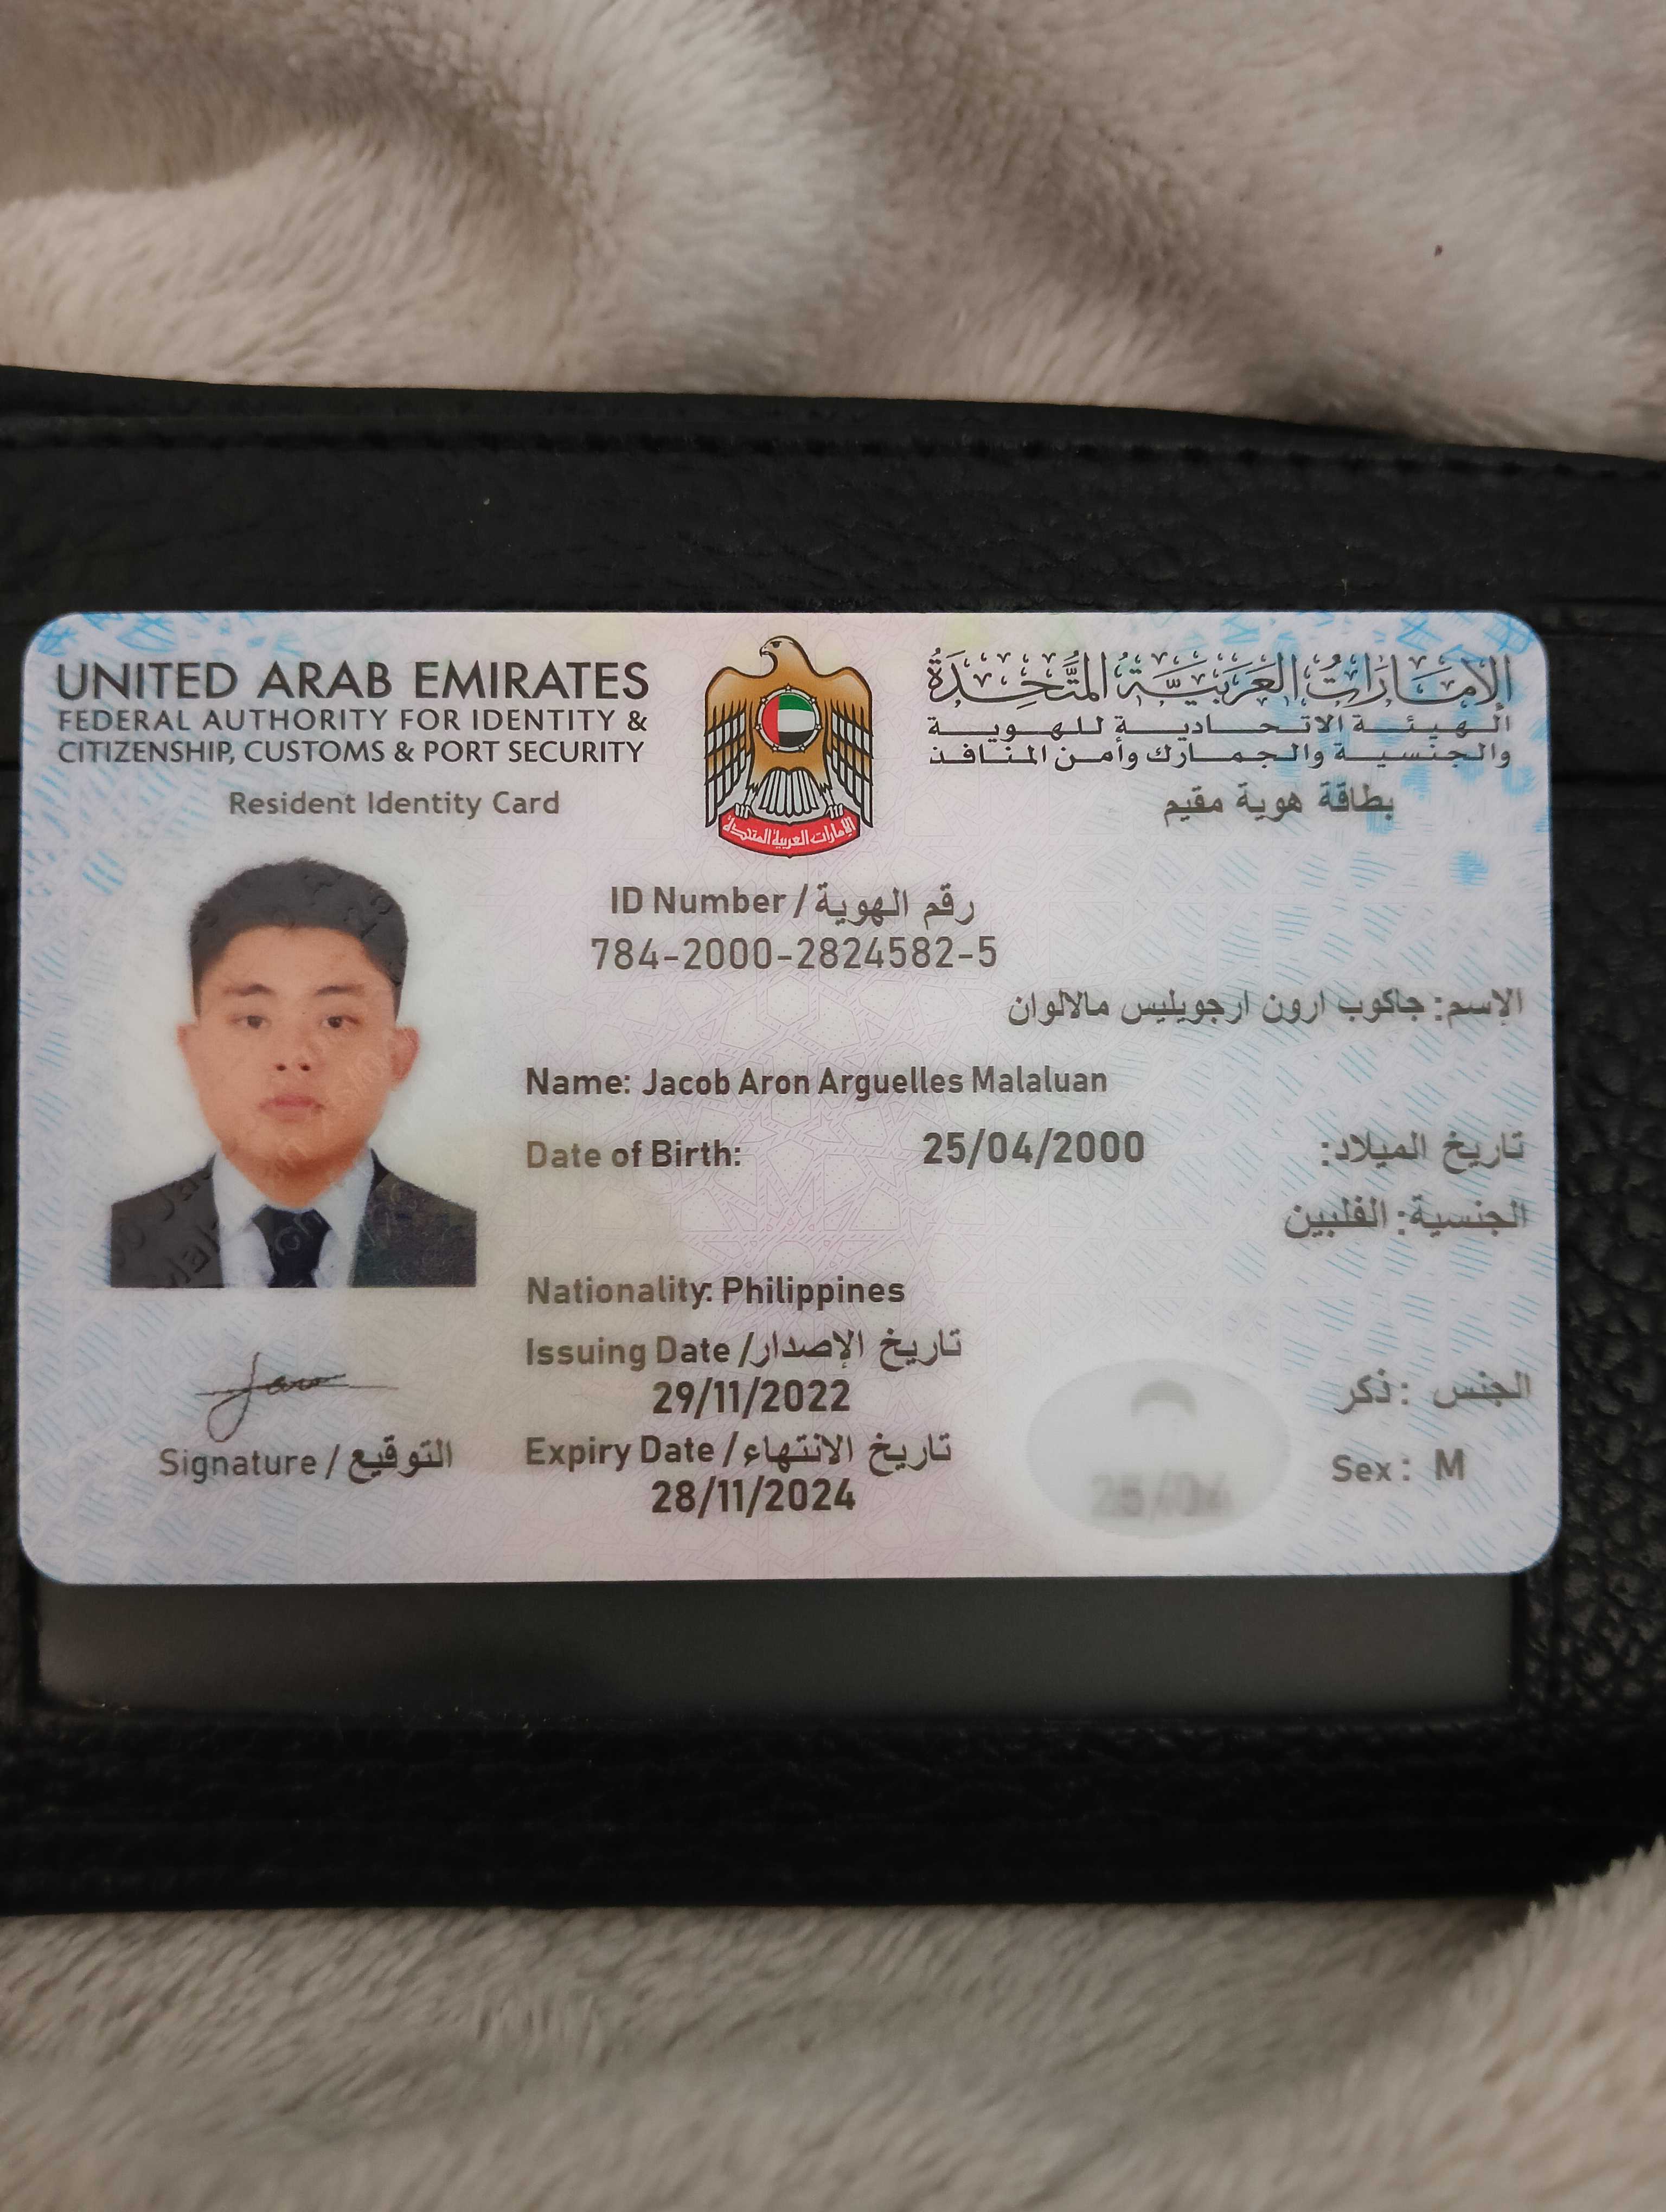 UNITED ARAB EMIRATES
FEDERAL AUTHORITY FOR IDENTITY &
CITIZENSHIP, CUSTOMS & PORT SECURITY
Resident Identity Card
الإمارات العربية المتحدة
الهيئة الاتحادية للهوية
والجنسية والجمارك وأمن المنافذ
بطاقة هوية مقيم
الإمارات العربية المتحدة
ID Number / رقم الهوية
784-2000-2824582-5
الإسم: جاكوب ارون ارجويليس مالالوان
Name: Jacob Aron Arguelles Malaluan
Date of Birth: 25/04/2000 تاريخ الميلاد:
الجنسية: الفلبين
Nationality: Philippines
Issuing Date / تاريخ الإصدار
29/11/2022
Expiry Date / تاريخ الانتهاء
28/11/2024
الجنس : ذكر
Sex: M
Signature / التوقيع